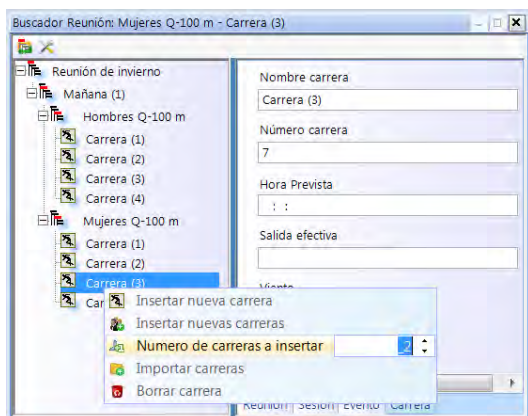 Buscador Reunión: Mujeres Q-100 m - Carrera (3)
Reunión de invierno
Mañana (1)
Hombres Q-100 m
Carrera (1)
Carrera (2)
Carrera (3)
Carrera (4)
Mujeres Q-100 m
Carrera (1)
Carrera (2)
Carrera (3)
Car
Nombre carrera
Carrera (3)
Número carrera
7
Hora Prevista
: :
Salida efectiva
Viento
Insertar nueva carrera
Insertar nuevas carreras
Numero de carreras a insertar 2
Importar carreras
Borrar carrera
Reunión Sesión Evento Carrera